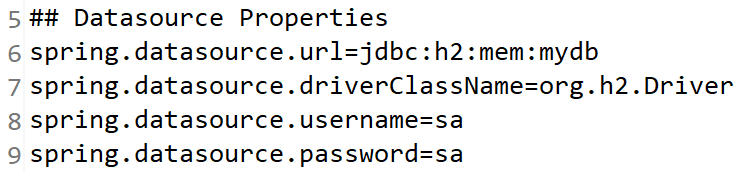 5 ## Datasource Properties
6 spring.datasource.url=jdbc:h2:mem:mydb
7 spring.datasource.driverClassName=org.h2.Driver
8 spring.datasource.username=sa
9 spring.datasource.password=sa